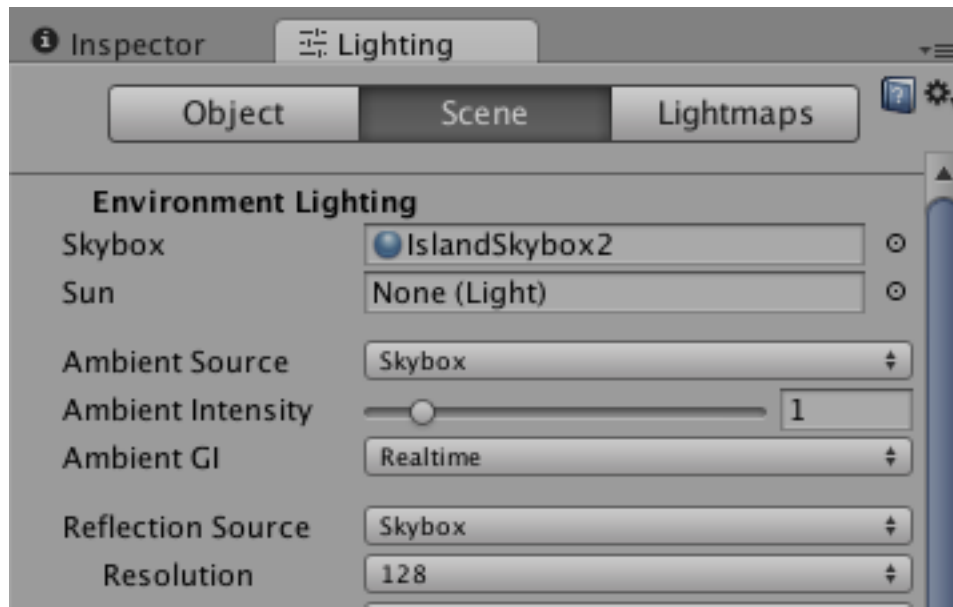 Inspector Lighting
Object Scene Lightmaps
Environment Lighting
Skybox IslandSkybox2
Sun None (Light)
Ambient Source Skybox
Ambient Intensity 1
Ambient GI Realtime
Reflection Source Skybox
Resolution 128